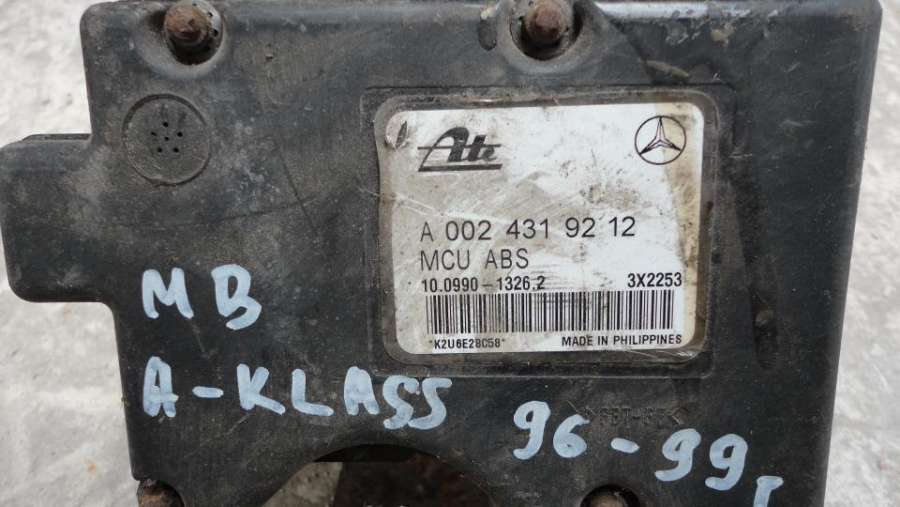 Ate
A 002 431 92 12
MCU ABS
10.0990-1326.2 3X2253
*K2U6E28C58* MADE IN PHILIPPINES
MB
A-KLASS
96-99г